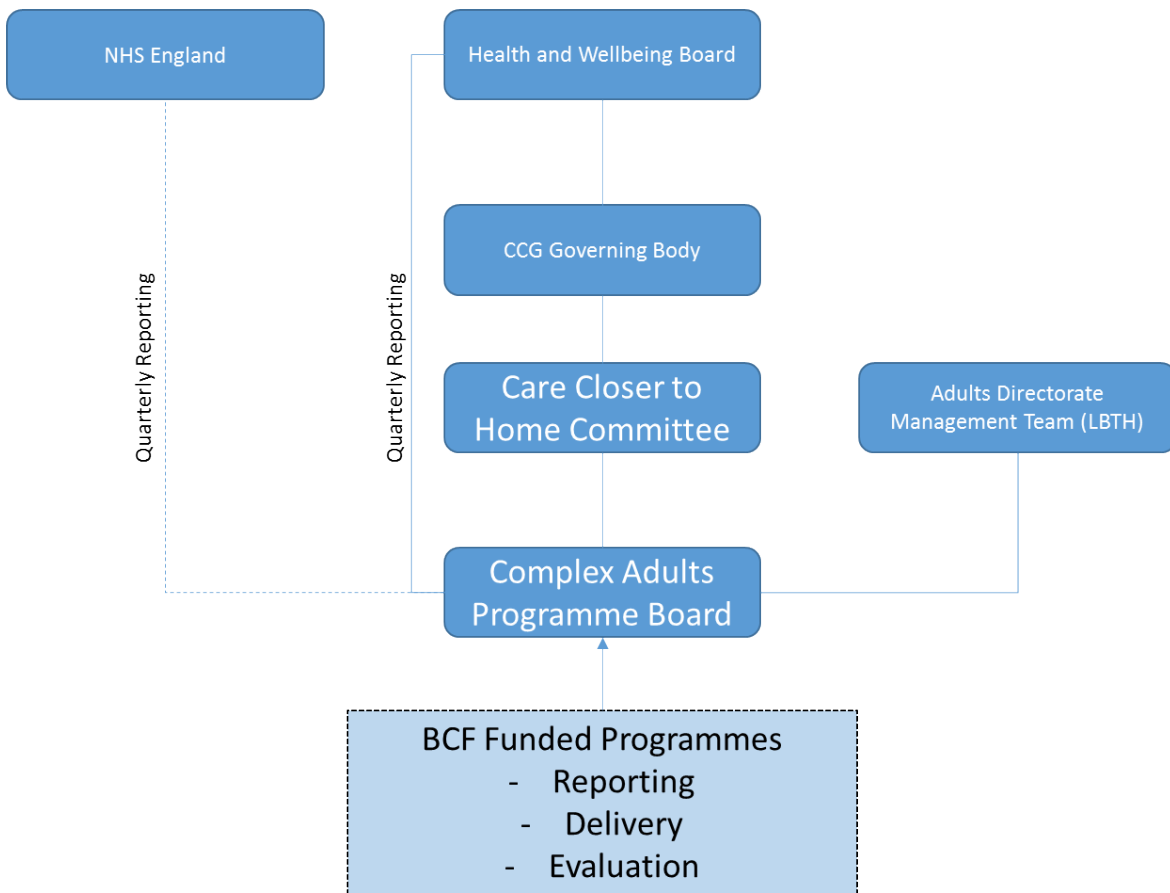 NHS England
Health and Wellbeing Board
CCG Governing Body
Quarterly Reporting
Quarterly Reporting
Care Closer to
Home Committee
Adults Directorate
Management Team (LBTH)
Complex Adults
Programme Board
BCF Funded Programmes
- Reporting
- Delivery
- Evaluation